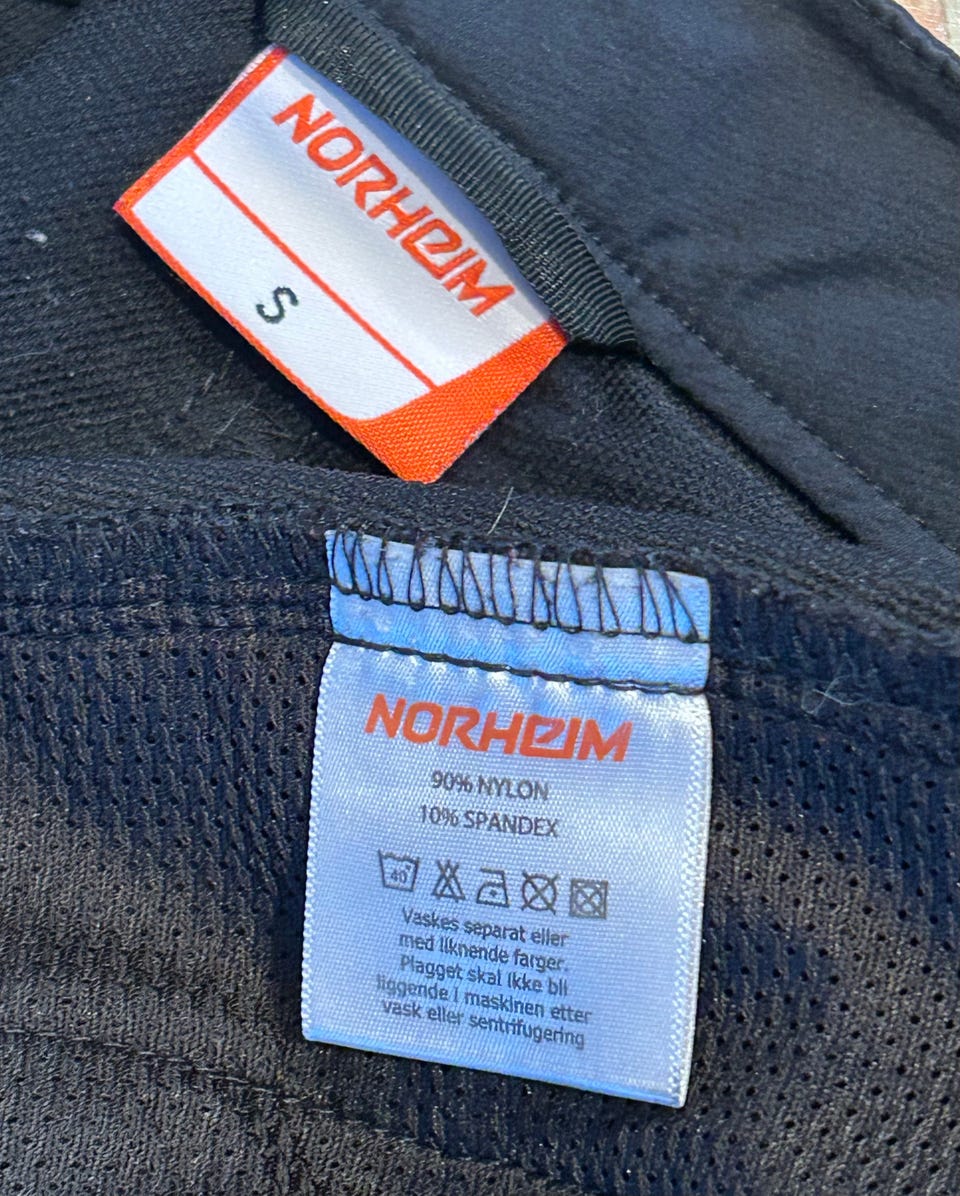 NORHEIM
S
NORHEIM
90% NYLON
10% SPANDEX
40°
Vaskes separat eller
med liknende farger.
Plagget skal ikke bli
liggende i maskinen etter
vask eller sentrifugering